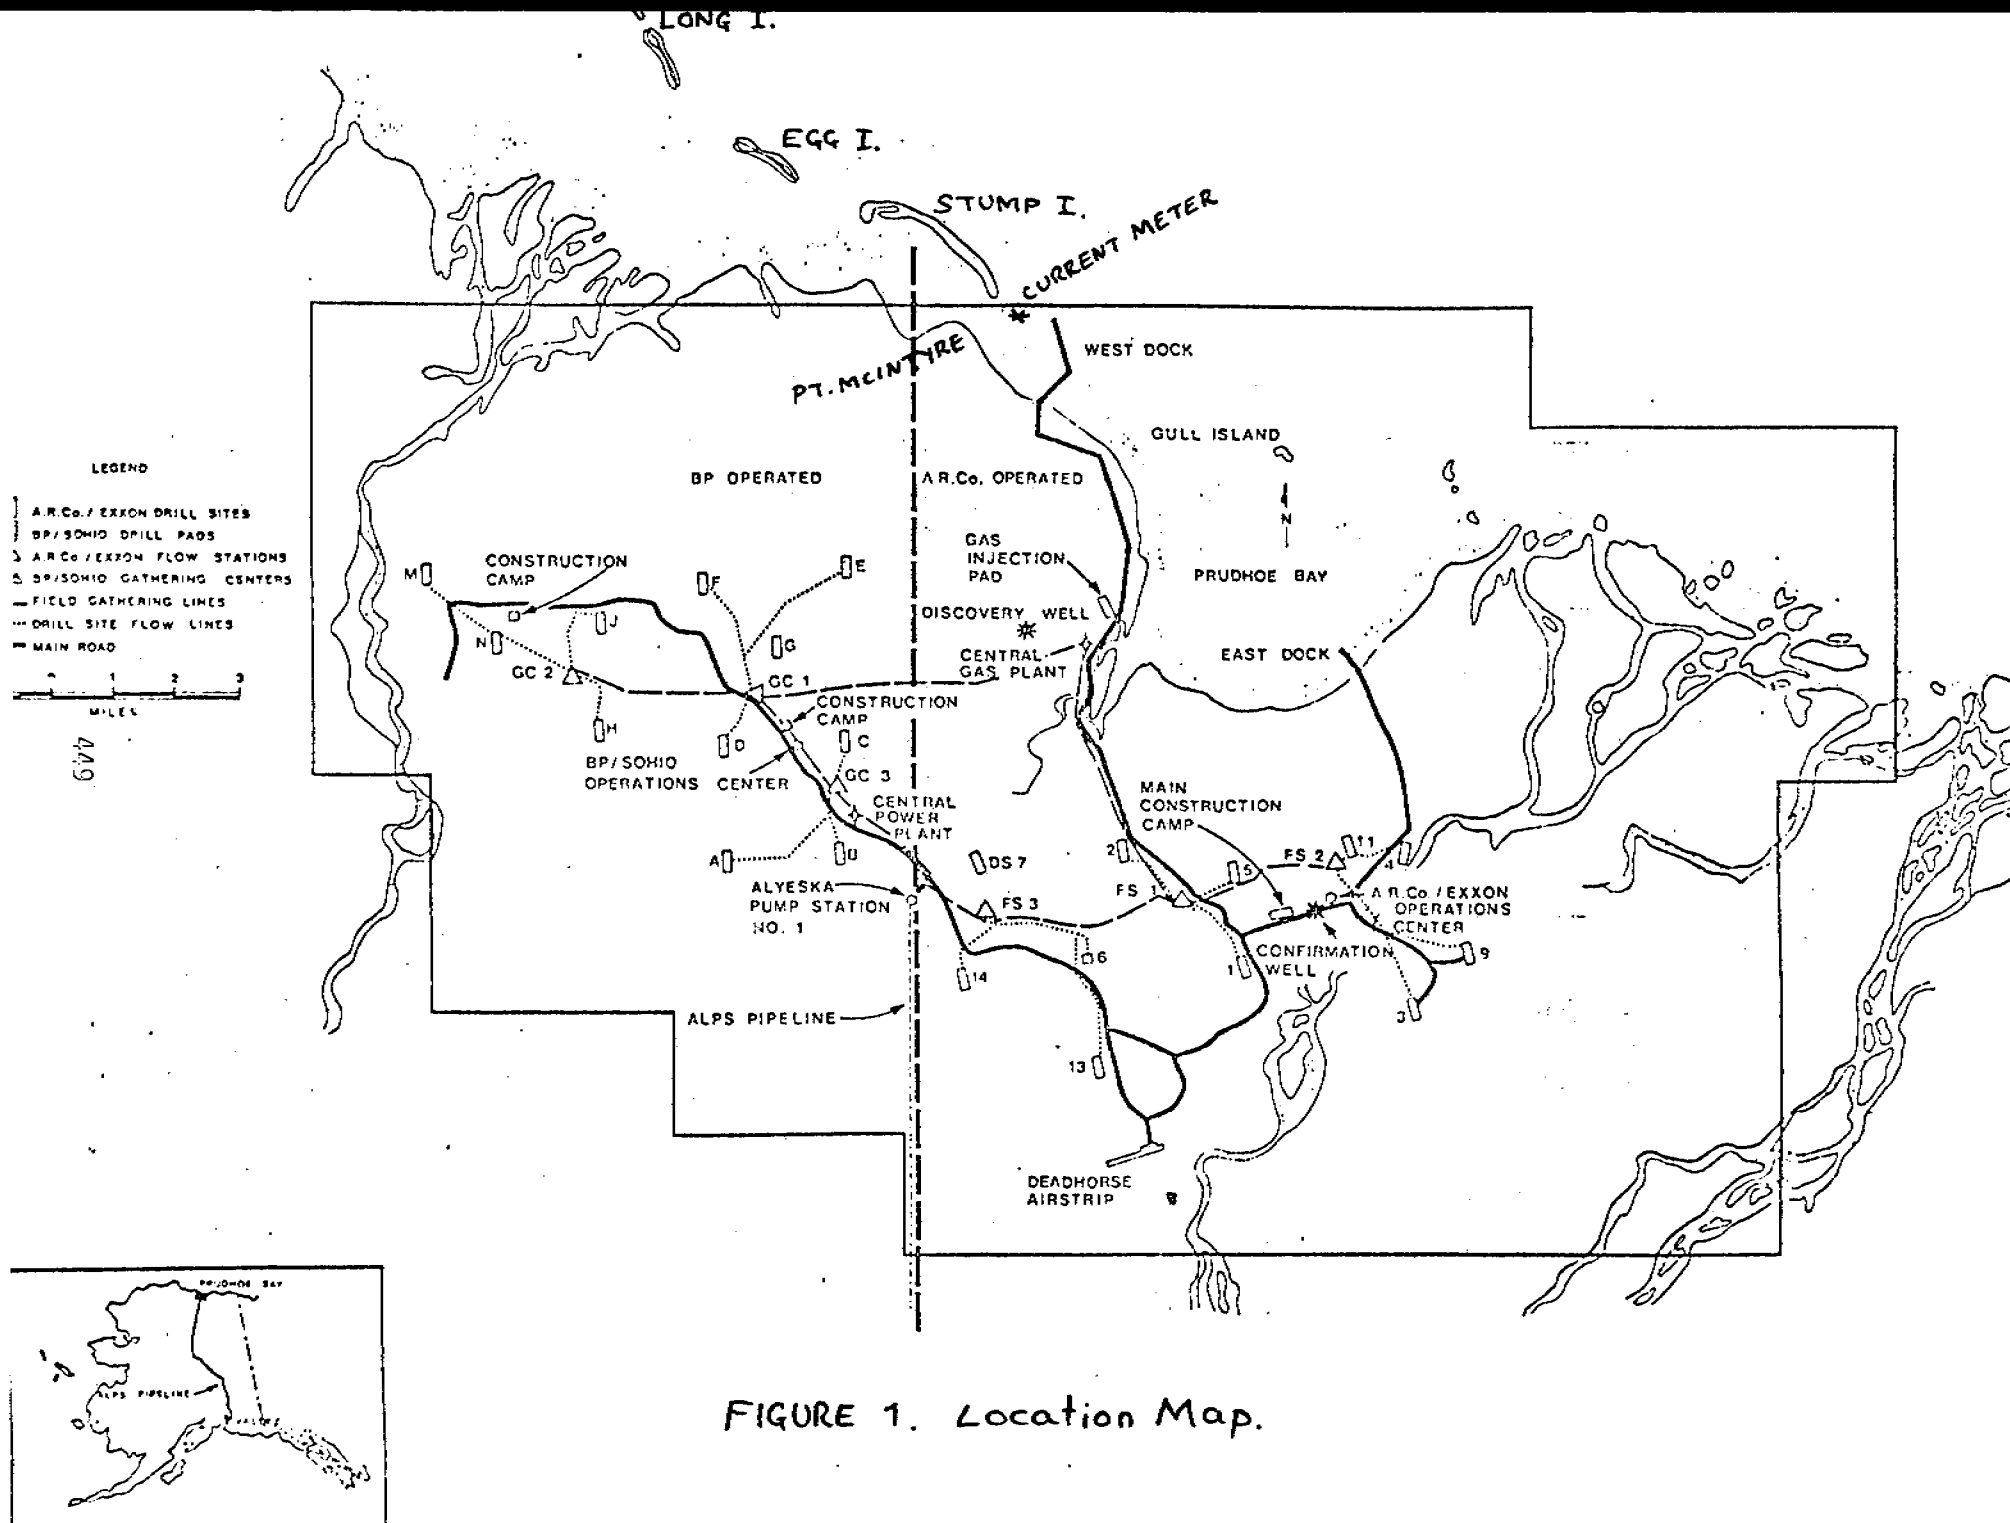 LONG I.
EGG I.
STUMP I.
CURRENT METER
WEST DOCK
PT. MCINTYRE
GULL ISLAND
LEGEND
BP OPERATED
A.R.Co. OPERATED
A.R.Co. / EXXON DRILL SITES
BP/SOHIO DRILL PADS
A.R.Co / EXXON FLOW STATIONS
BP/SOHIO GATHERING CENTERS
FIELD GATHERING LINES
DRILL SITE FLOW LINES
MAIN ROAD
0 1 2 3
MILES
449
N
GAS
INJECTION
PAD
PRUDHOE BAY
CONSTRUCTION
CAMP
M
F
E
DISCOVERY WELL
J
N
G
CENTRAL
GAS PLANT
EAST DOCK
GC 2
GC 1
CONSTRUCTION
CAMP
H
D
C
BP/SOHIO
OPERATIONS CENTER
GC 3
MAIN
CONSTRUCTION
CAMP
CENTRAL
POWER
PLANT
A
DS 7
2
5
FS 2
11
4
ALYESKA
PUMP STATION
NO. 1
FS 3
FS 1
A.R.Co. / EXXON
OPERATIONS
CENTER
14
6
1
CONFIRMATION
WELL
9
3
ALPS PIPELINE
13
DEADHORSE
AIRSTRIP
PRUDHOE BAY
ALPS PIPELINE
VALDEZ
FIGURE 1. Location Map.